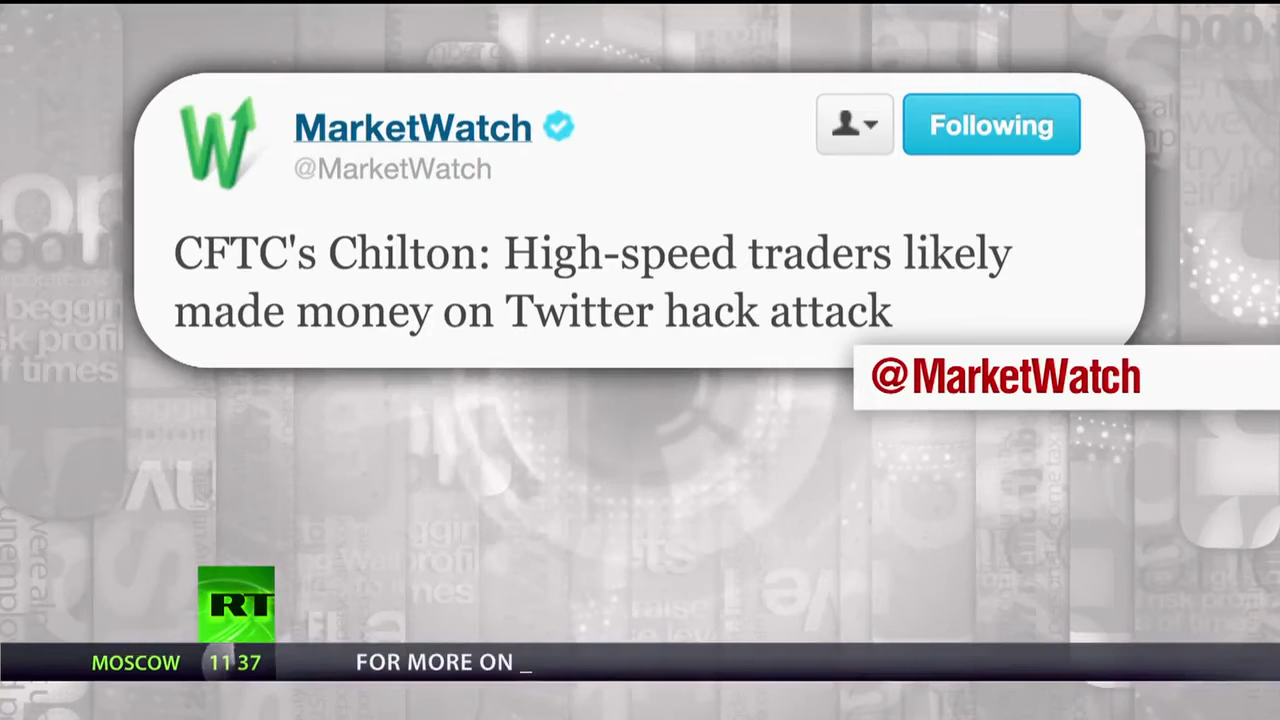 MarketWatch
@MarketWatch
Following
CFTC's Chilton: High-speed traders likely
made money on Twitter hack attack
@MarketWatch
RT
MOSCOW 11 37 FOR MORE ON _